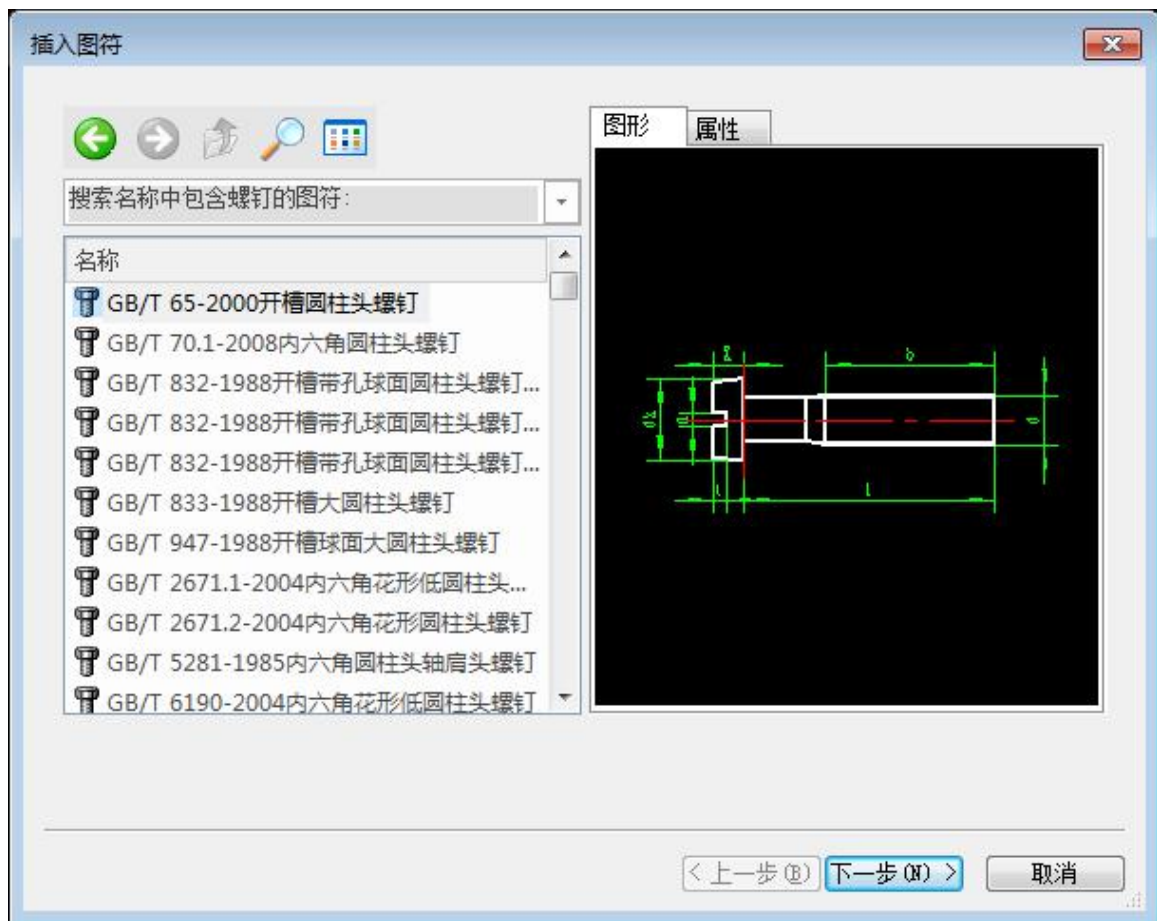 插入图符
图形
属性
搜索名称中包含螺钉的图符:
名称
GB/T 65-2000开槽圆柱头螺钉
GB/T 70.1-2008内六角圆柱头螺钉
GB/T 832-1988开槽带孔球面圆柱头螺钉...
GB/T 832-1988开槽带孔球面圆柱头螺钉...
GB/T 832-1988开槽带孔球面圆柱头螺钉...
GB/T 833-1988开槽大圆柱头螺钉
GB/T 947-1988开槽球面大圆柱头螺钉
GB/T 2671.1-2004内六角花形低圆柱头...
GB/T 2671.2-2004内六角花形圆柱头螺钉
GB/T 5281-1985内六角圆柱头轴肩头螺钉
GB/T 6190-2004内六角花形低圆柱头螺钉
b
dk
d
l
<上一步(B)
下一步(N) >
取消